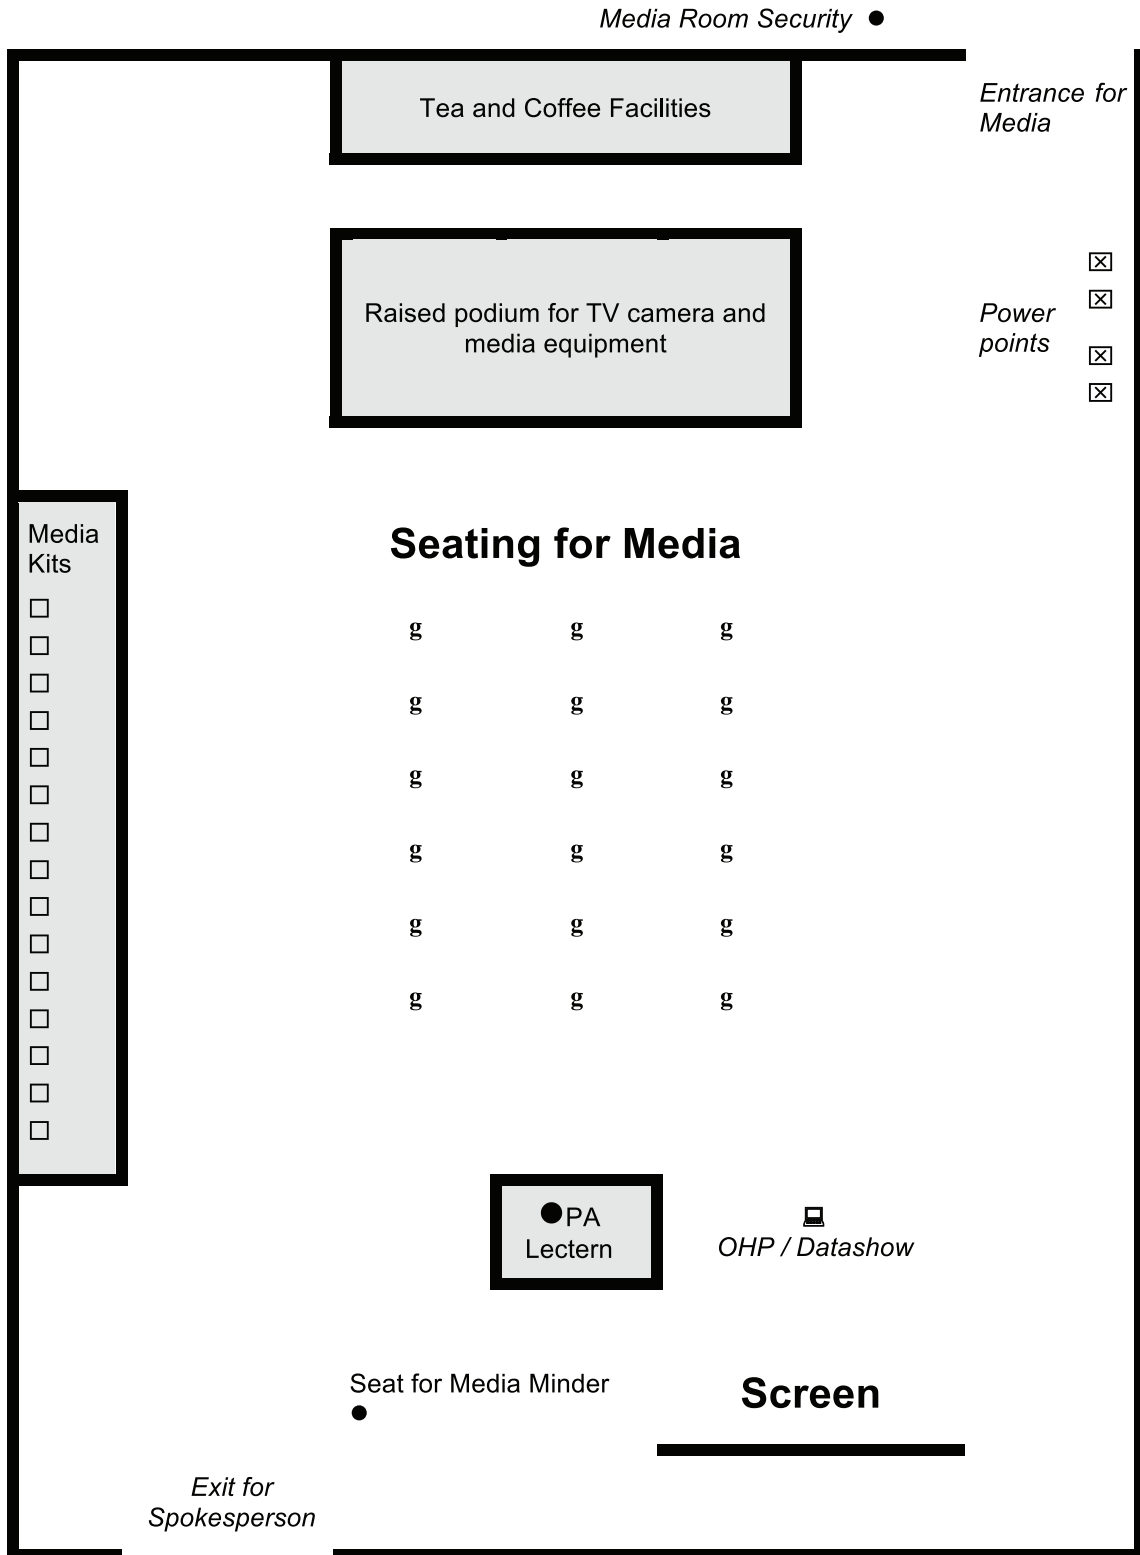 Media Room Security ●
Tea and Coffee Facilities
Entrance for
Media
Raised podium for TV camera and
media equipment
Power
points
Media
Kits
Seating for Media
g g g
g g g
g g g
g g g
g g g
g g g
●PA
Lectern
OHP / Datashow
Seat for Media Minder
●
Screen
Exit for
Spokesperson